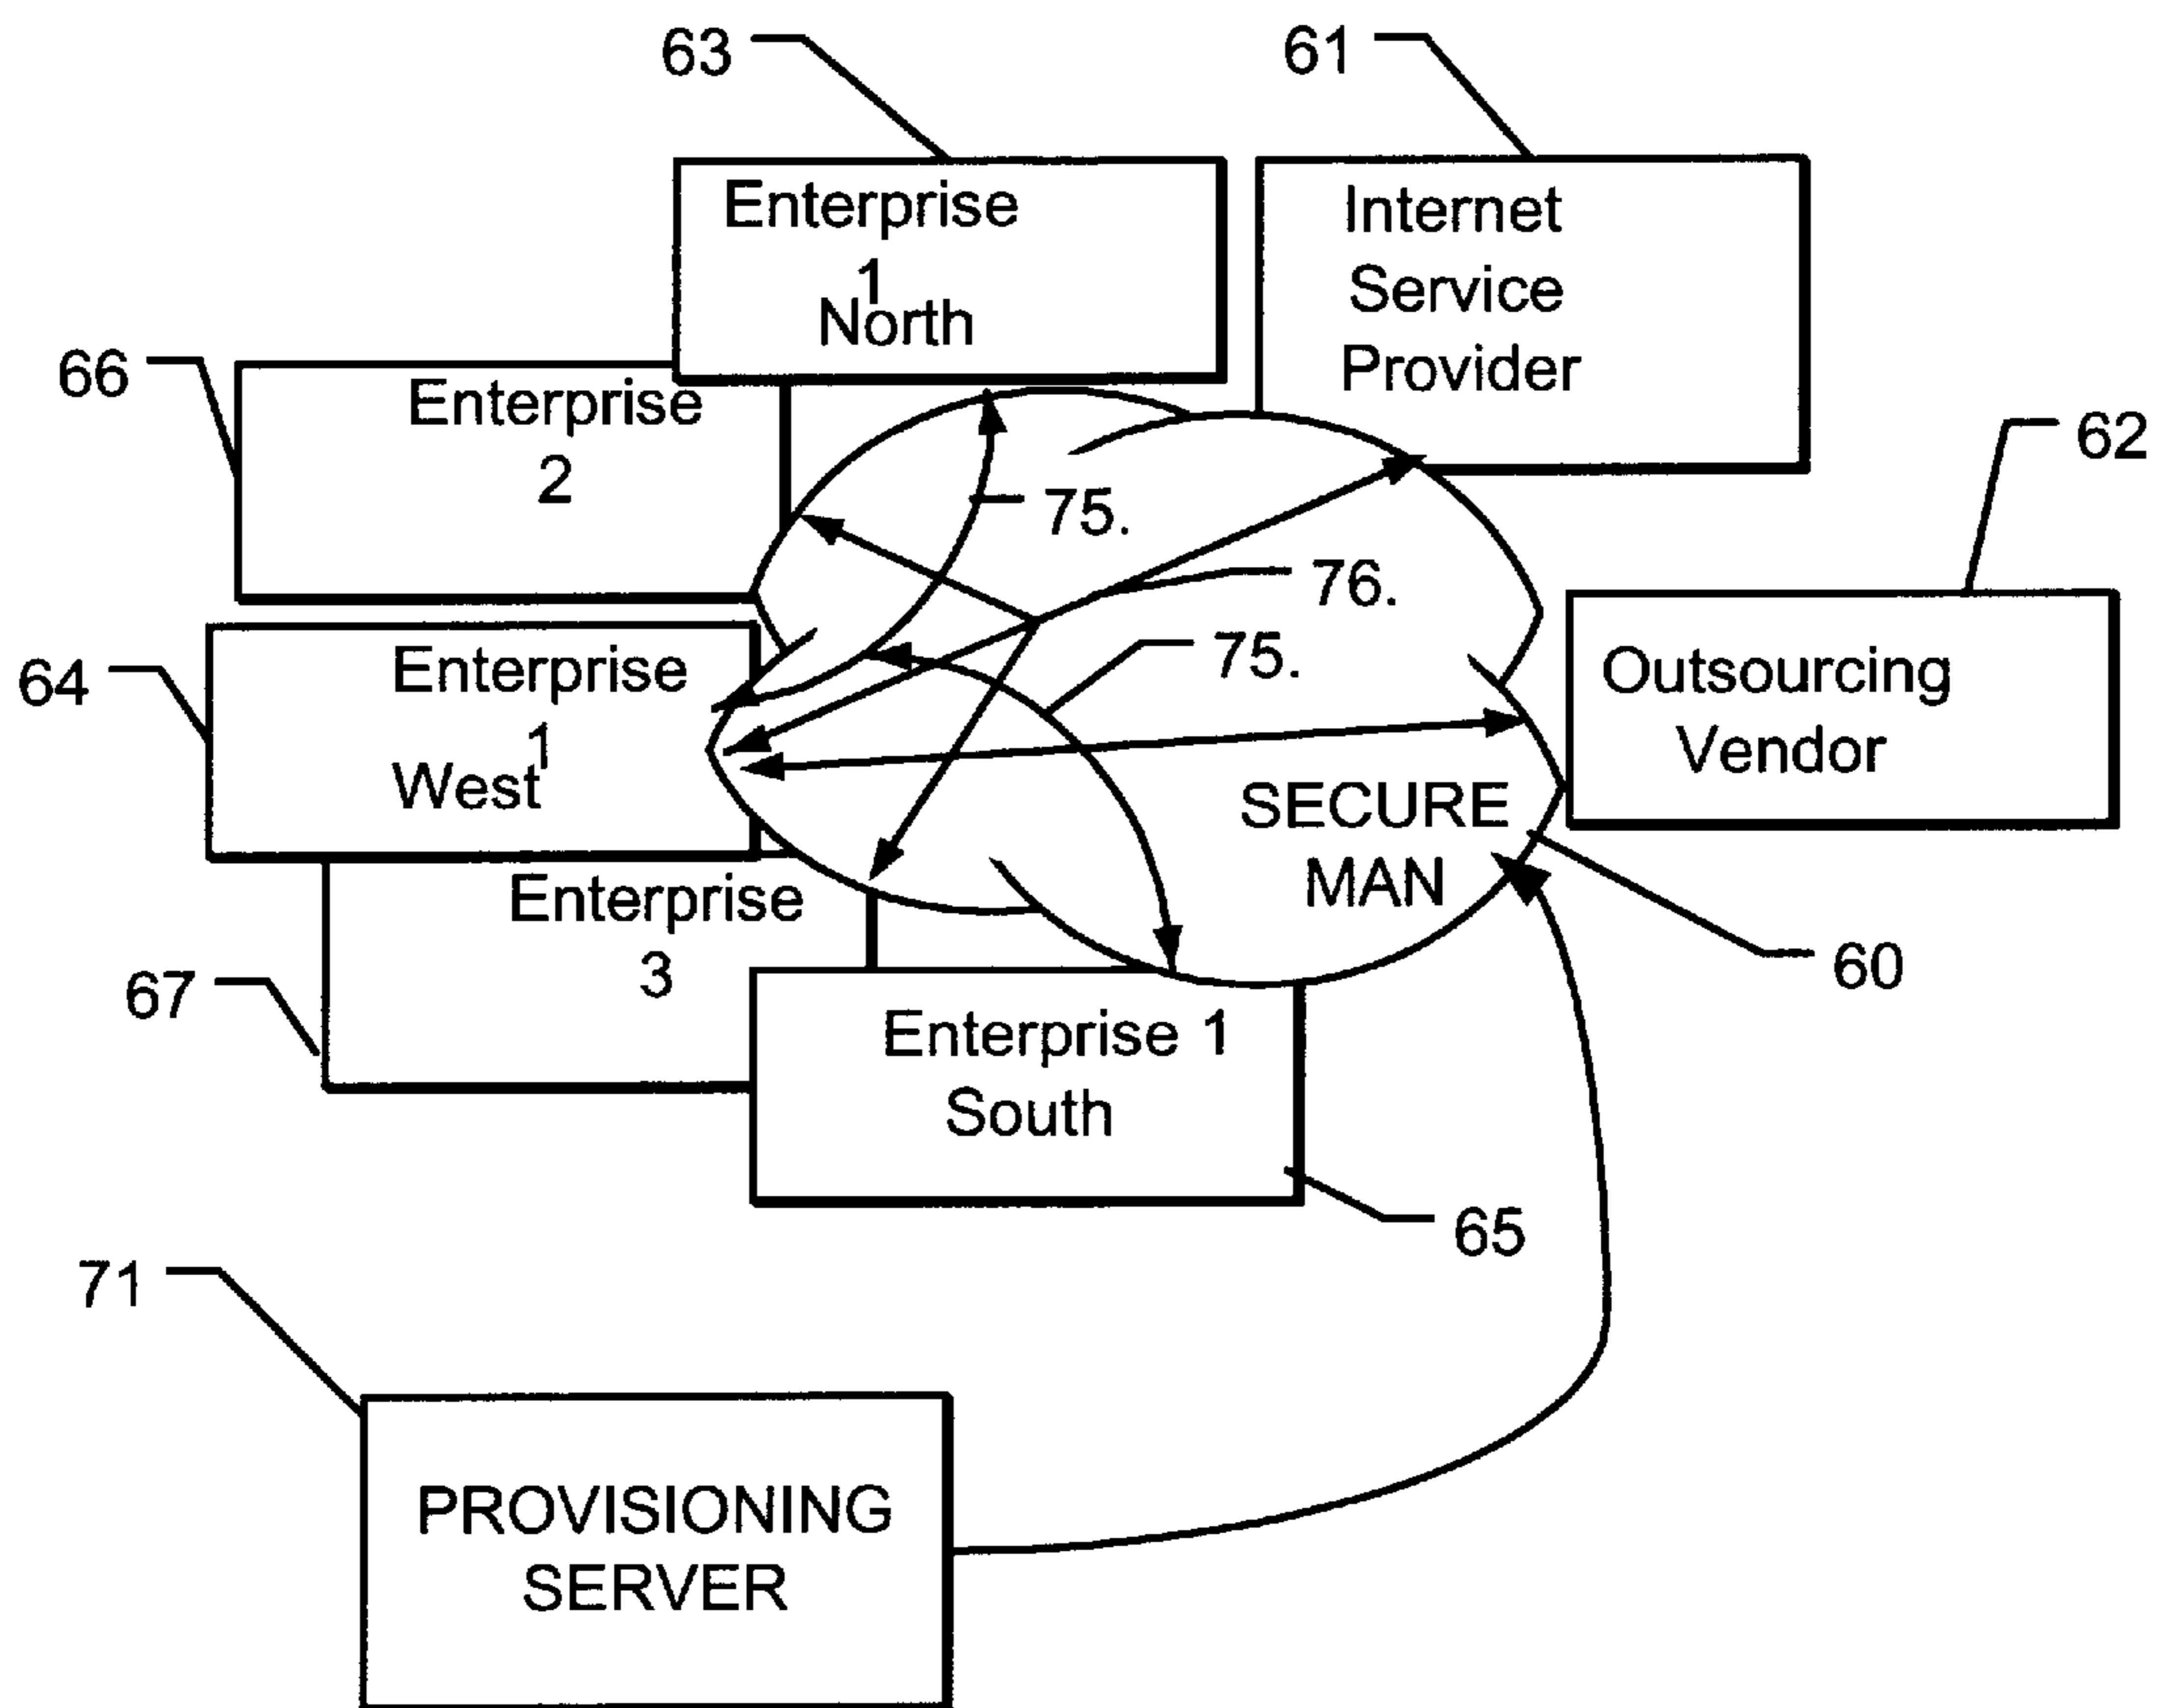 63
61
Enterprise
1
North
Internet
Service
Provider
66
Enterprise
2
62
75.
76.
75.
64
Enterprise
1
West
Outsourcing
Vendor
SECURE
MAN
Enterprise
3
60
67
Enterprise 1
South
65
71
PROVISIONING
SERVER